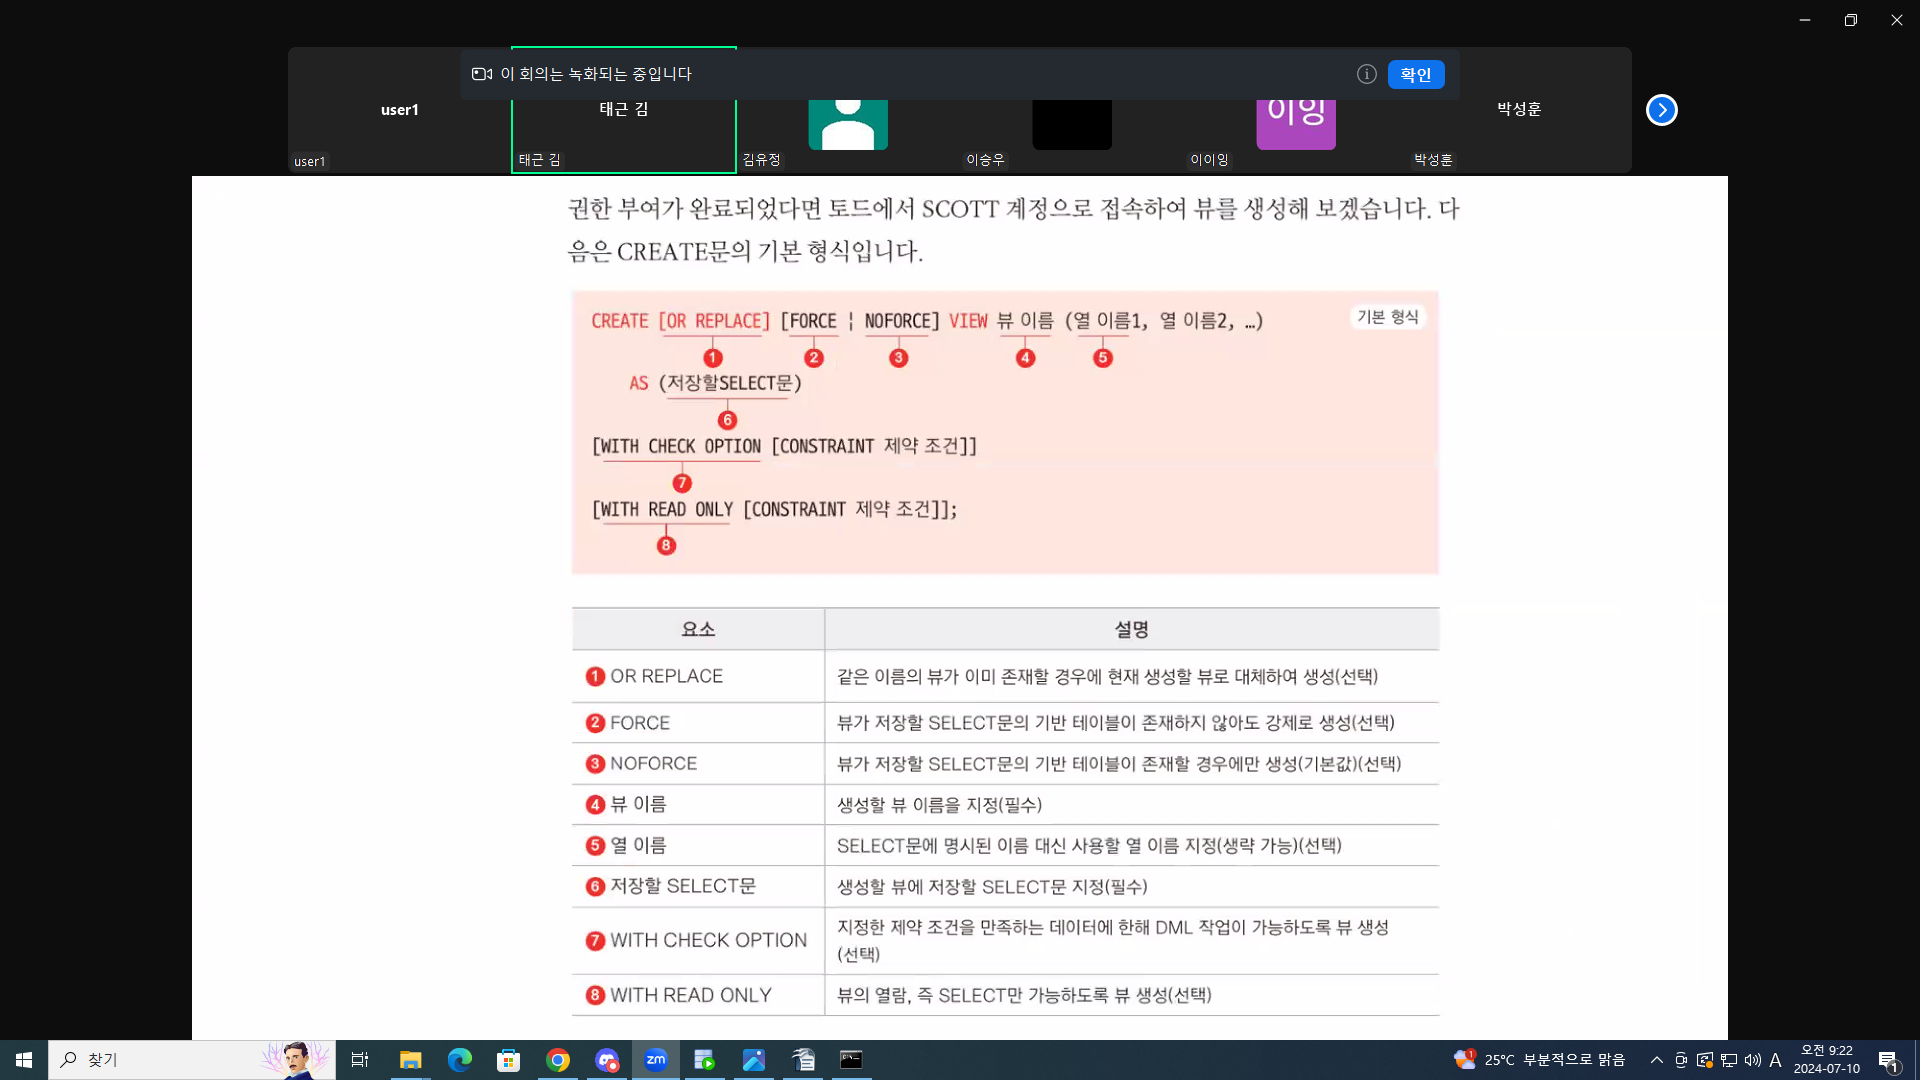 이 회의는 녹화되는 중입니다
확인
user1
태근 김
이잉
박성훈
user1
태근 김
김유정
이승우
이이잉
박성훈
권한 부여가 완료되었다면 토드에서 SCOTT 계정으로 접속하여 뷰를 생성해 보겠습니다. 다
음은 CREATE문의 기본 형식입니다.
기본 형식
CREATE [OR REPLACE] [FORCE | NOFORCE] VIEW 뷰 이름 (열 이름1, 열 이름2, …)
1 2 3 4 5
AS (저장할SELECT문)
6
[WITH CHECK OPTION [CONSTRAINT 제약 조건]]
7
[WITH READ ONLY [CONSTRAINT 제약 조건]];
8
요소 설명
1 OR REPLACE 같은 이름의 뷰가 이미 존재할 경우에 현재 생성할 뷰로 대체하여 생성(선택)
2 FORCE 뷰가 저장할 SELECT문의 기반 테이블이 존재하지 않아도 강제로 생성(선택)
3 NOFORCE 뷰가 저장할 SELECT문의 기반 테이블이 존재할 경우에만 생성(기본값)(선택)
4 뷰 이름 생성할 뷰 이름을 지정(필수)
5 열 이름 SELECT문에 명시된 이름 대신 사용할 열 이름 지정(생략 가능)(선택)
6 저장할 SELECT문 생성할 뷰에 저장할 SELECT문 지정(필수)
7 WITH CHECK OPTION 지정한 제약 조건을 만족하는 데이터에 한해 DML 작업이 가능하도록 뷰 생성
(선택)
8 WITH READ ONLY 뷰의 열람, 즉 SELECT만 가능하도록 뷰 생성(선택)
찾기
zm
1
25°C 부분적으로 맑음
A
오전 9:22
2024-07-10
1